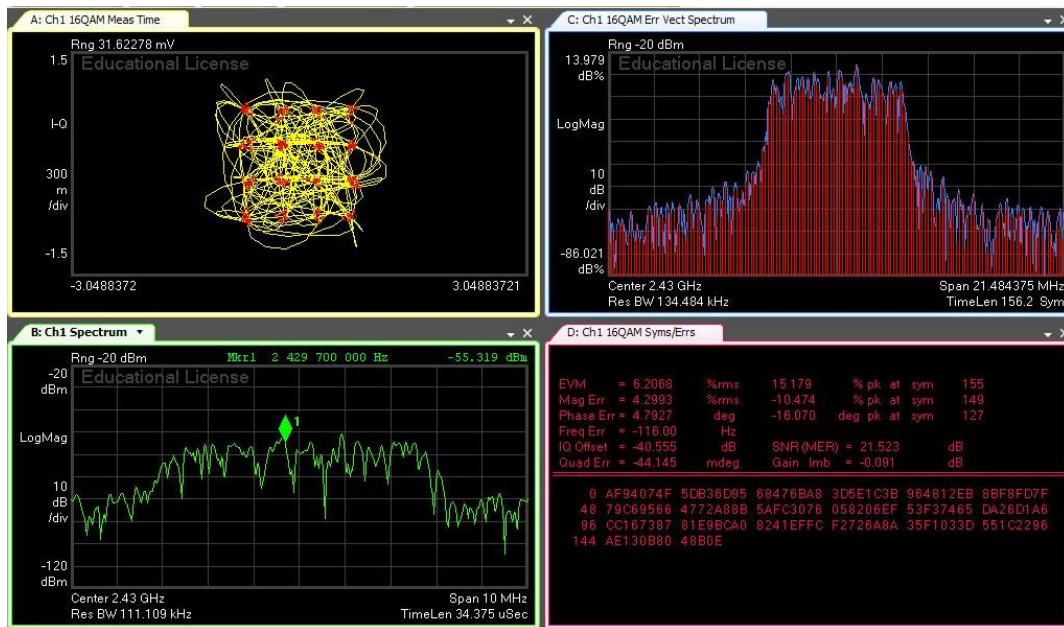 A: Ch1 16QAM Meas Time
Rng 31.62278 mV
1.5
Educational License
I-Q
300
m
/div
-1.5
-3.0488372
3.04883721
C: Ch1 16QAM Err Vect Spectrum
Rng -20 dBm
13.979
dB%
Educational License
LogMag
10
dB
/div
-86.021
dB%
Center 2.43 GHz
Span 21.484375 MHz
Res BW 134.484 kHz
TimeLen 156.2 Sym
B: Ch1 Spectrum
Rng -20 dBm
Mkr1 2 429 700 000 Hz
-55.319 dBm
-20
dBm
Educational License
1
LogMag
10
dB
/div
-120
dBm
Center 2.43 GHz
Span 10 MHz
Res BW 111.109 kHz
TimeLen 34.375 uSec
D: Ch1 16QAM Syms/Errs
EVM = 6.2068 %rms 15.179 % pk at sym 155
Mag Err = 4.2993 %rms -10.474 % pk at sym 149
Phase Err = 4.7927 deg -16.070 deg pk at sym 127
Freq Err = -116.00 Hz
IQ Offset = -40.555 dB SNR(MER) = 21.523 dB
Quad Err = -44.145 mdeg Gain Imb = -0.091 dB
0 AF94074F 5DB36D95 68476BA8 3D5E1C3B 964812EB 8BF8FD7F
48 79C69566 4772A88B 5AFC3076 058206EF 53F37465 DA26D1A6
96 CC167387 81E9BCA0 8241EFFC F2726A8A 35F1033D 551C2296
144 AE130B80 48B0E